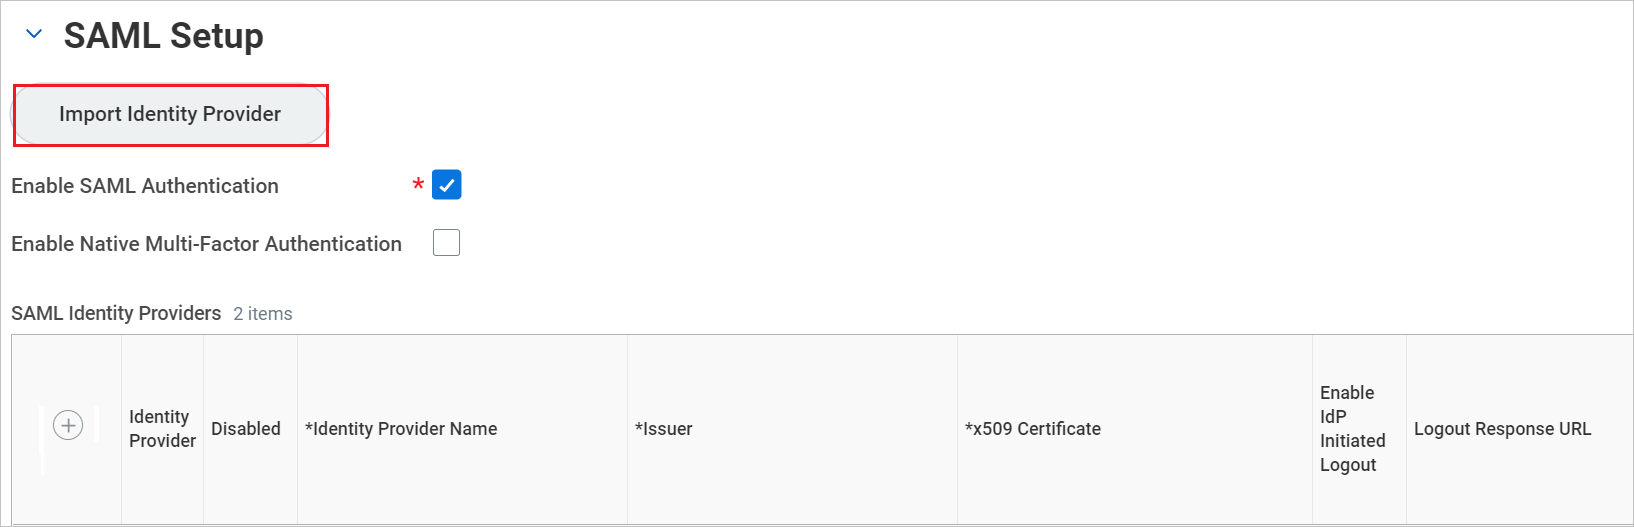 SAML Setup
Import Identity Provider
Enable SAML Authentication *
Enable Native Multi-Factor Authentication
SAML Identity Providers 2 items
Identity
Provider
Disabled
*Identity Provider Name
*Issuer
*x509 Certificate
Enable
IdP
Initiated
Logout
Logout Response URL